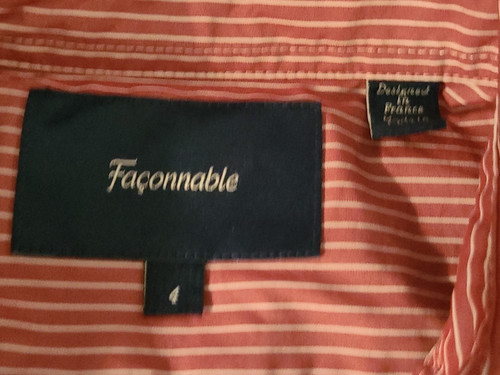 Façonnable
4
Designed
in
France